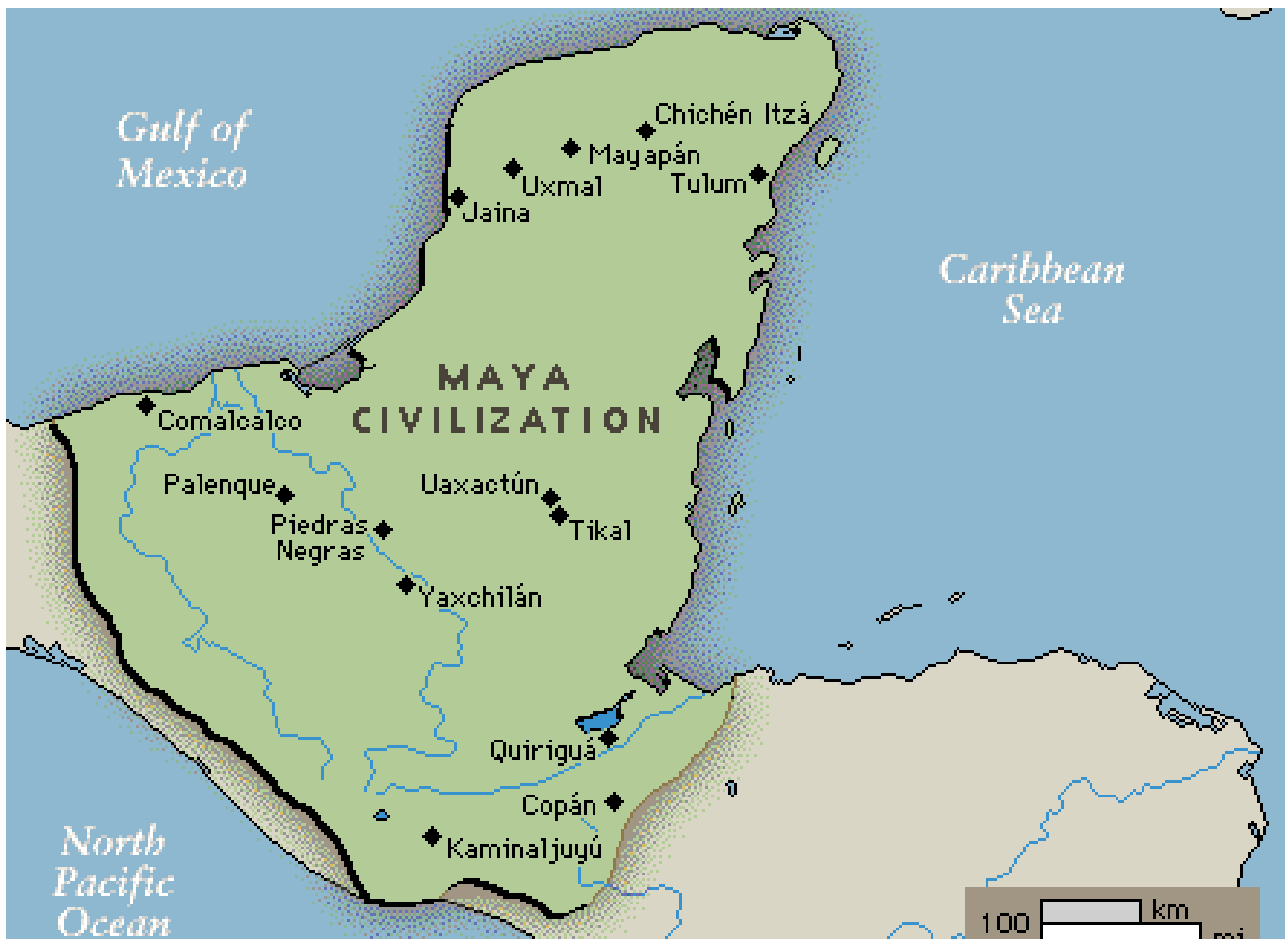 Gulf of
Mexico
Chichén Itzá
Mayapán
Uxmal
Tulum
Jaina
Caribbean
Sea
MAYA
CIVILIZATION
Comalcalco
Palenque
Uaxactún
Piedras
Negras
Tikal
Yaxchilán
Quiriguá
Copán
Kaminaljuyú
North
Pacific
Ocean
100
km
mi